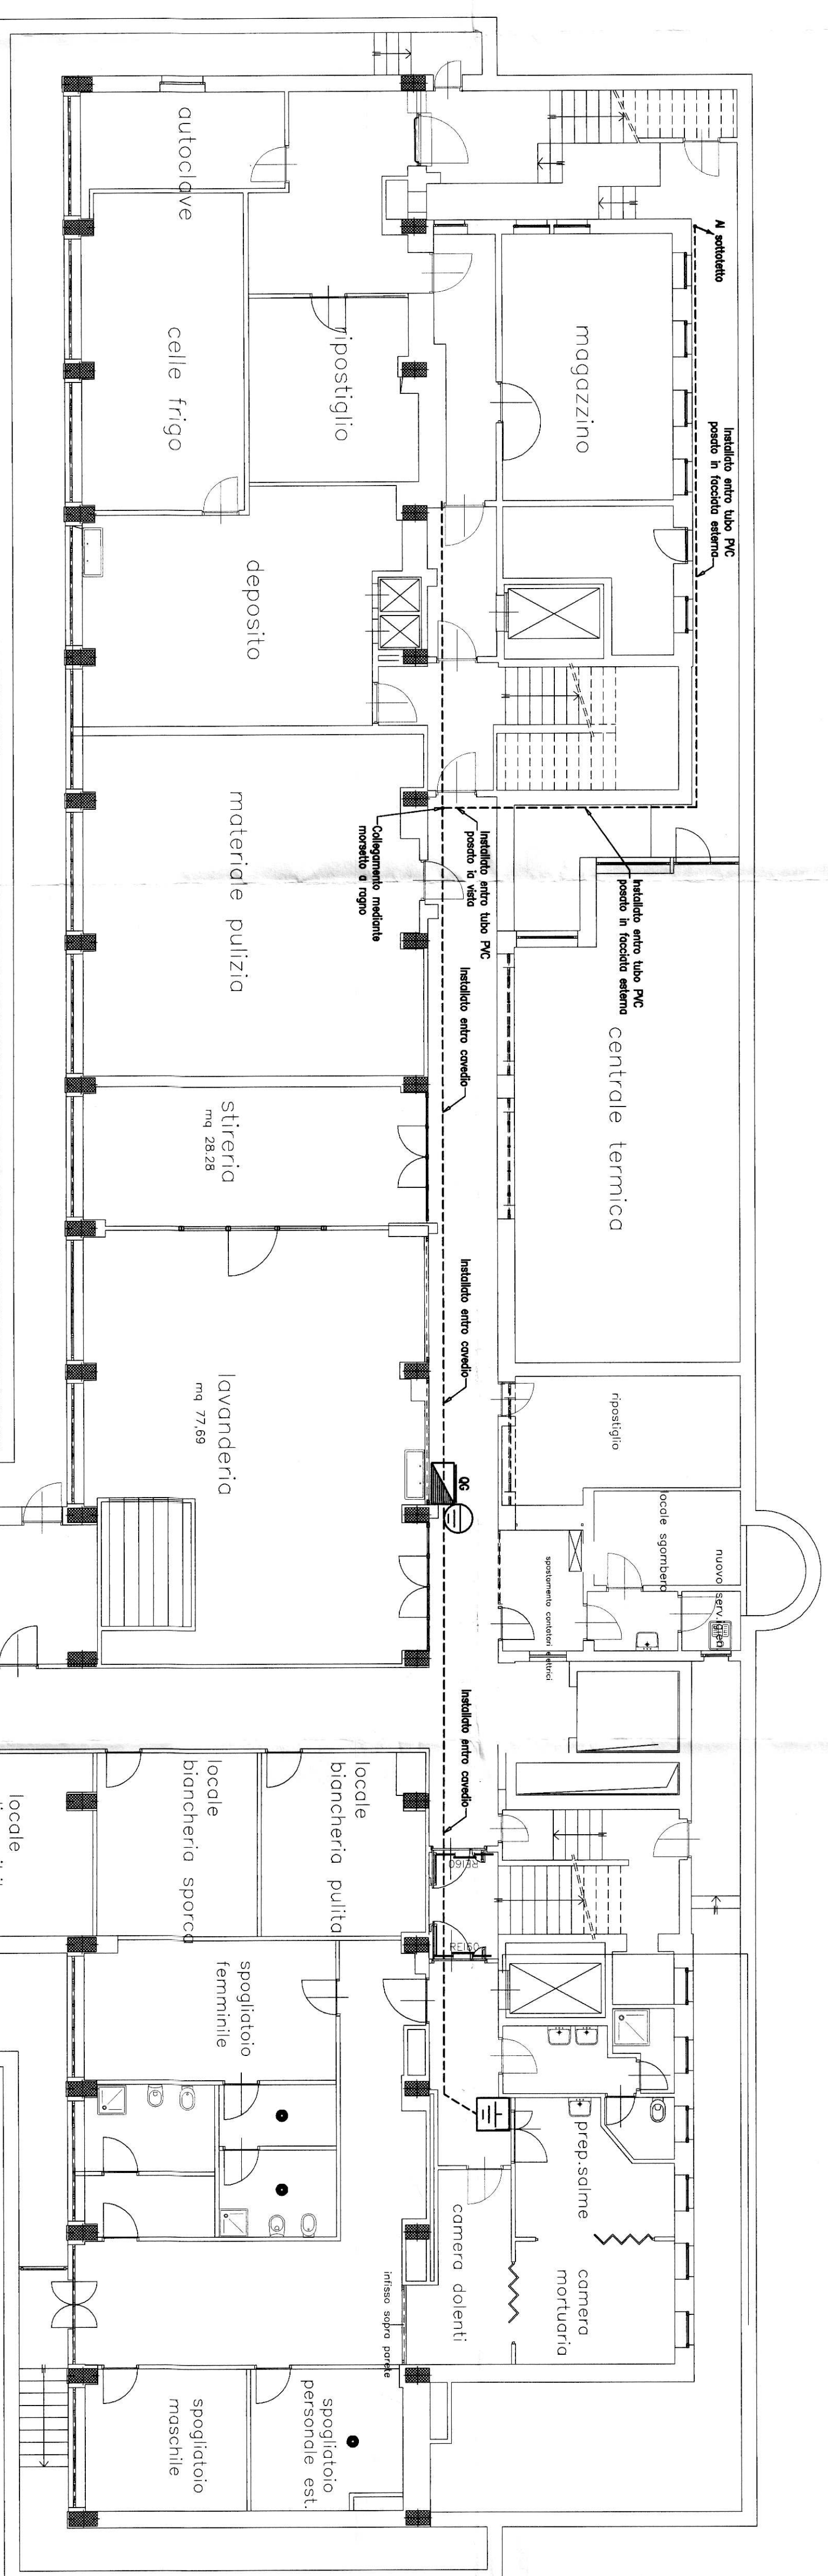 autoclave
Al sottotetto
celle frigo
ripostiglio
magazzino
Installato entro tubo PVC
posato in facciata esterna
deposito
materiale pulizia
Collegamento mediante
morsetto a ragno
Installato entro tubo PVC
posato ia vista
Installato entro tubo PVC
posato in facciata esterna
Installato entro cavedio
centrale termica
stireria
mq 28.28
Installato entro cavedio
lavanderia
mq 77,69
ripostiglio
QG
locale sgombero
nuovo serv.igien
spostamento contatori elettrici
Installato entro cavedio
locale
biancheria pulita
locale
biancheria sporca
locale
REI60
REI60
spogliatoio
femminile
prep.salme
camera
mortuaria
camera dolenti
infisso sopra parete
spogliatoio
personale est.
spogliatoio
maschile